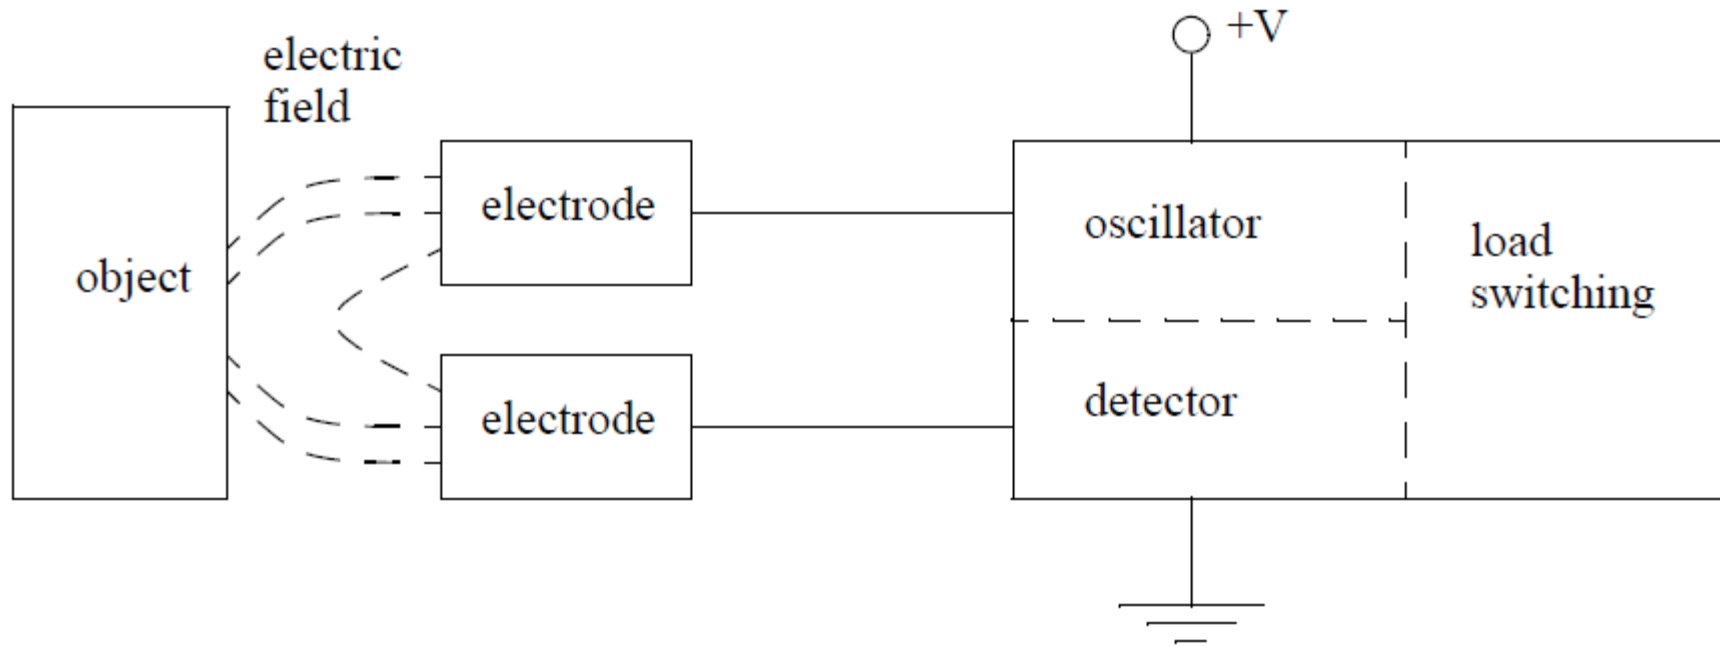 electric
field
+V
object
electrode
electrode
oscillator
detector
load
switching